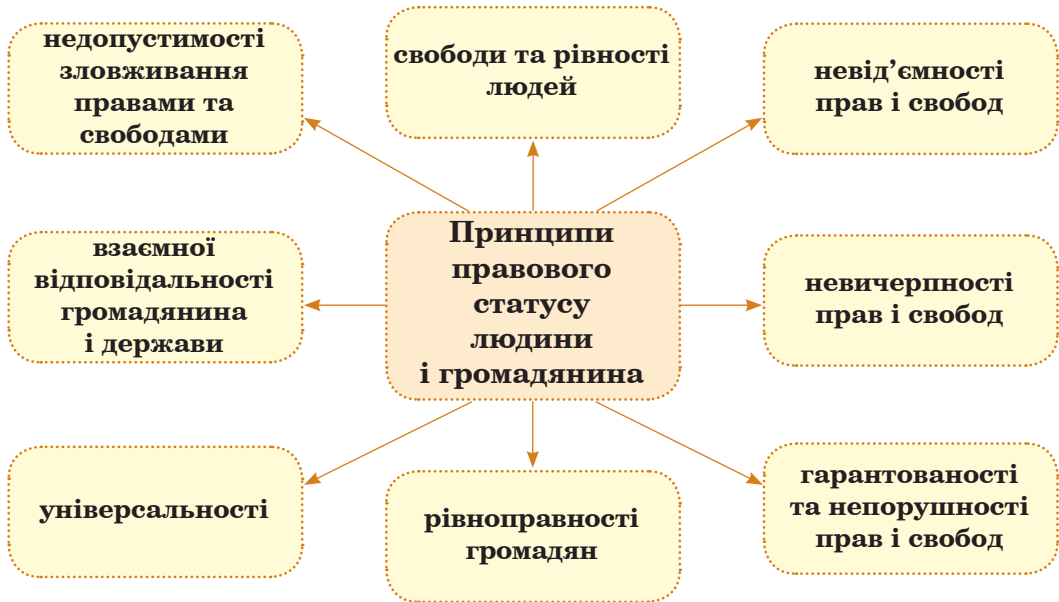 недопустимості
зловживання
правами та
свободами
свободи та рівності
людей
невід’ємності
прав і свобод
взаємної
відповідальності
громадянина
і держави
Принципи
правового
статусу
людини
і громадянина
невичерпності
прав і свобод
універсальності
рівноправності
громадян
гарантованості
та непорушності
прав і свобод